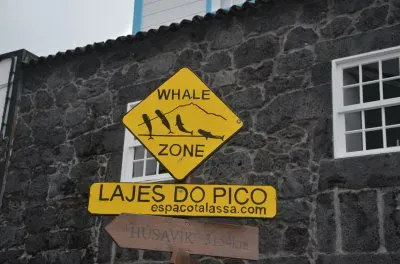 WHALE
ZONE
LAJES DO PICO
espacotalassa.com
HUSAVIK